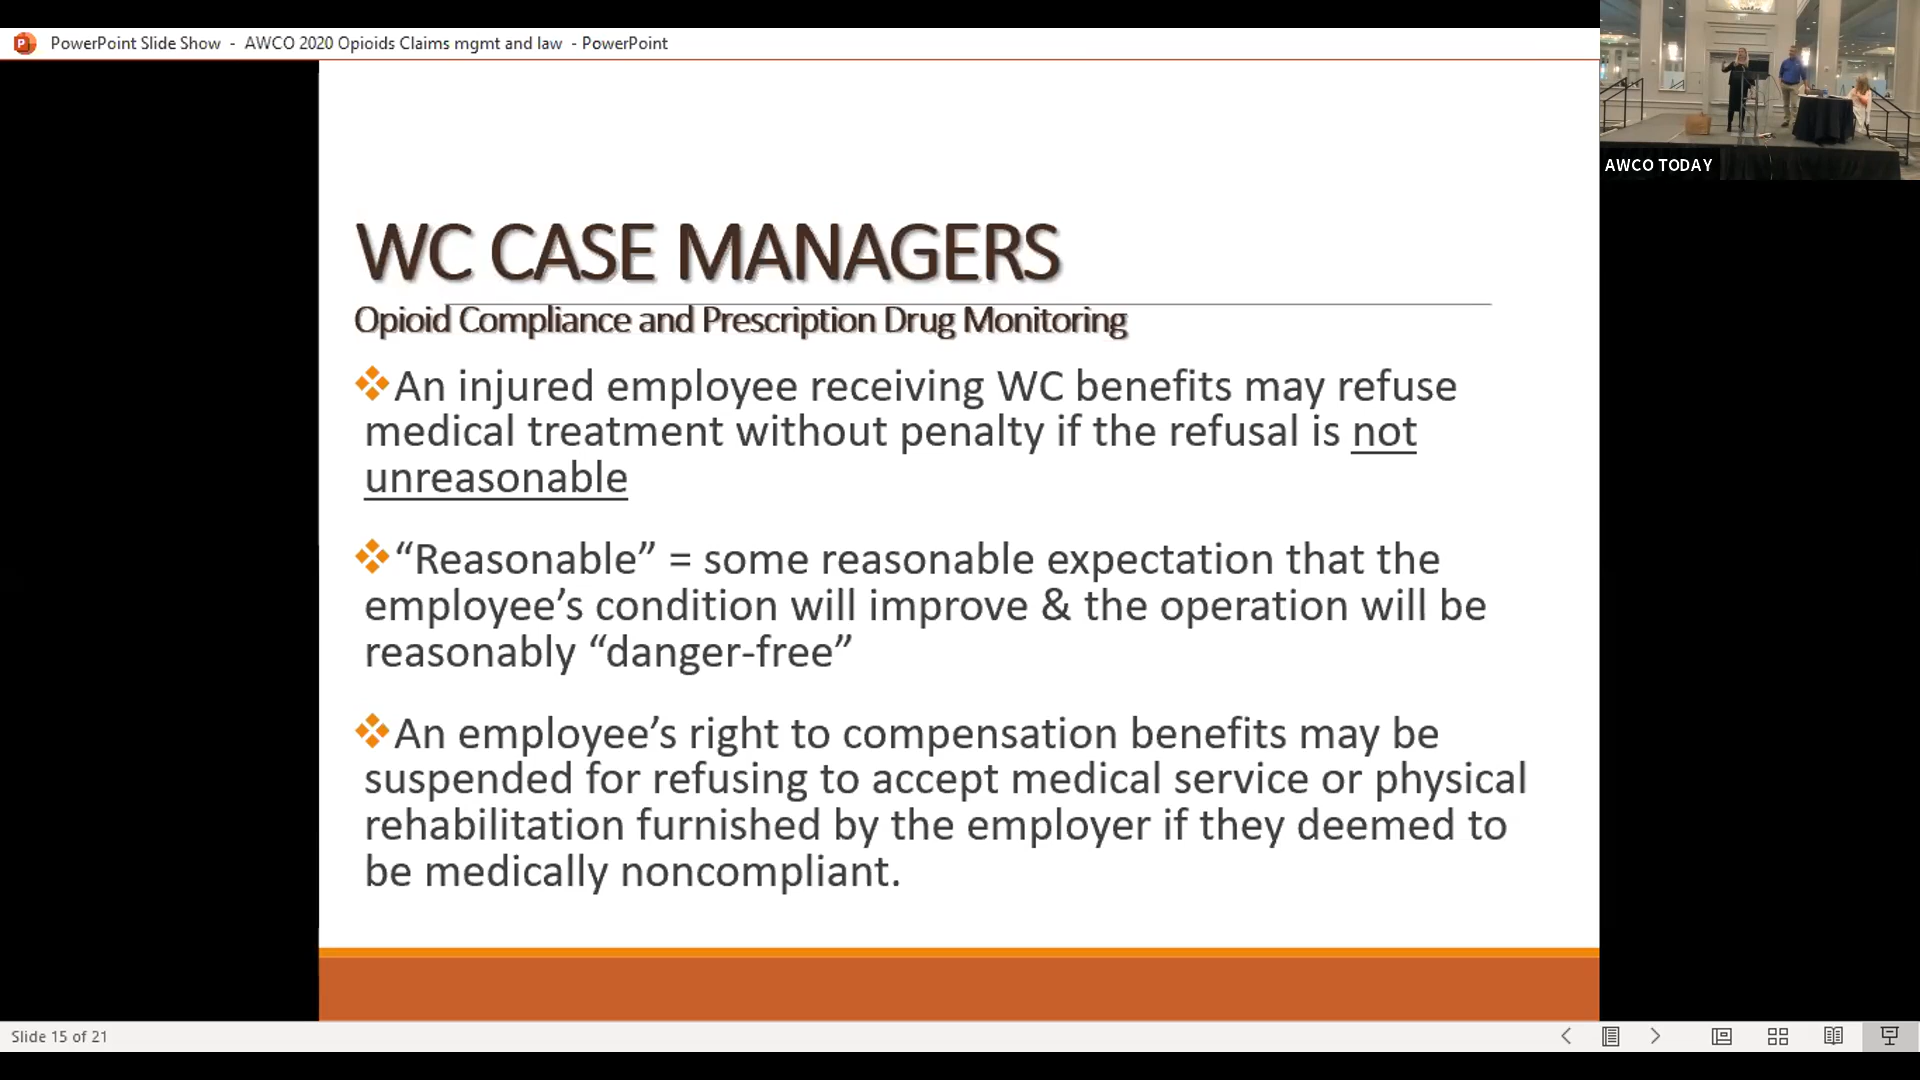 PowerPoint Slide Show - AWCO 2020 Opioids Claims mgmt and law - PowerPoint
AWCO TODAY
WC CASE MANAGERS
Opioid Compliance and Prescription Drug Monitoring
An injured employee receiving WC benefits may refuse
medical treatment without penalty if the refusal is not
unreasonable
“Reasonable” = some reasonable expectation that the
employee’s condition will improve & the operation will be
reasonably “danger-free”
An employee’s right to compensation benefits may be
suspended for refusing to accept medical service or physical
rehabilitation furnished by the employer if they deemed to
be medically noncompliant.
Slide 15 of 21